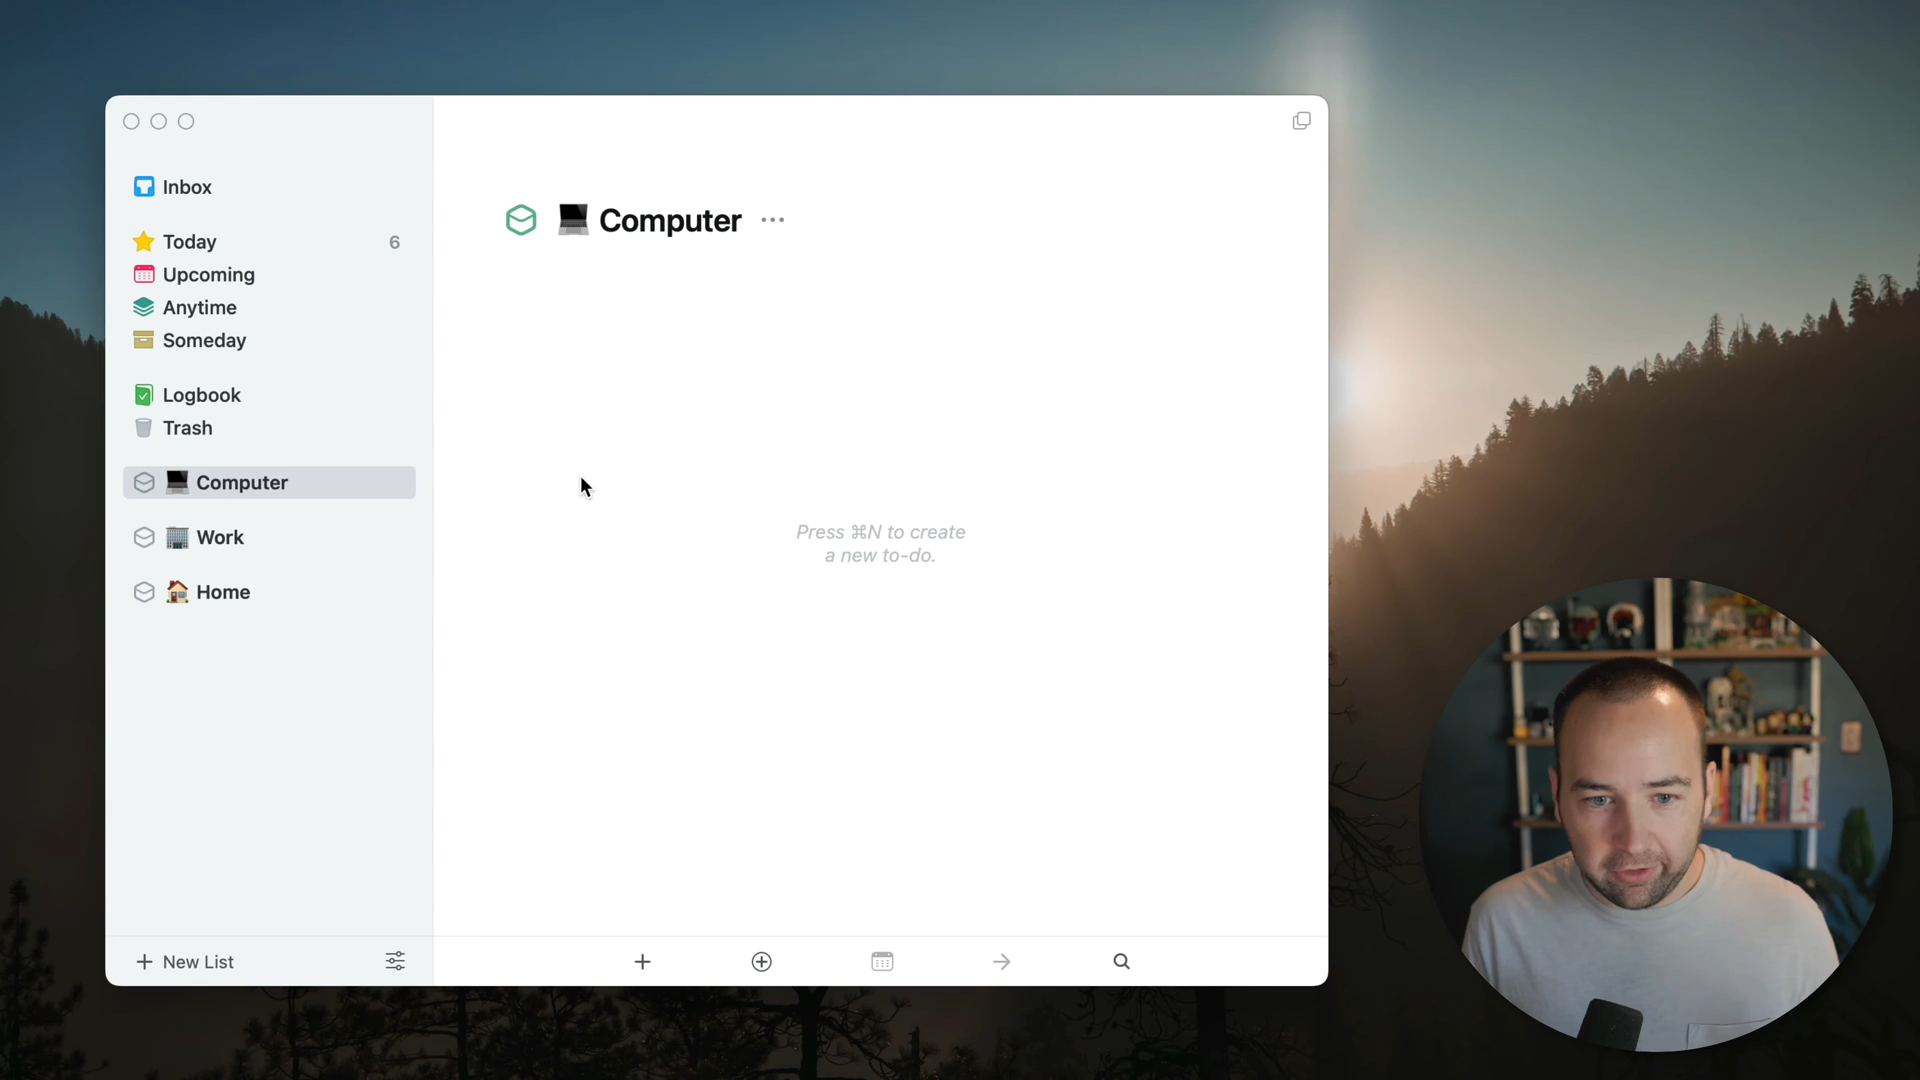 Inbox
Today 6
Upcoming
Anytime
Someday
Logbook
Trash
Computer
Work
Home
New List
Computer
Press ⌘N to create
a new to-do.